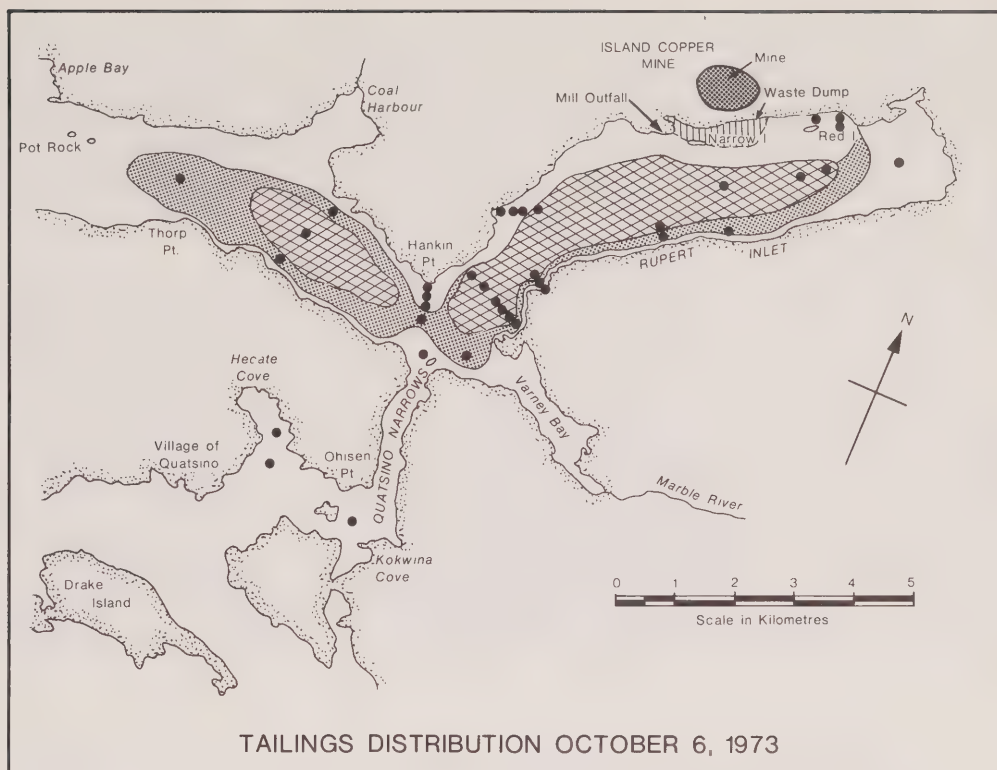 ISLAND COPPER
MINE
Mine
Apple Bay
Coal
Harbour
Mill Outfall
Waste Dump
Pot Rock
Narrow I
Red I.
Thorp
Pt.
Hankin
Pt
RUPERT INLET
N
Hecate
Cove
QUATSINO NARROWS
Varney Bay
Village of
Quatsino
Ohisen
Pt
Marble River
Kokwina
Cove
Drake
Island
0 1 2 3 4 5
Scale in Kilometres
TAILINGS DISTRIBUTION OCTOBER 6, 1973